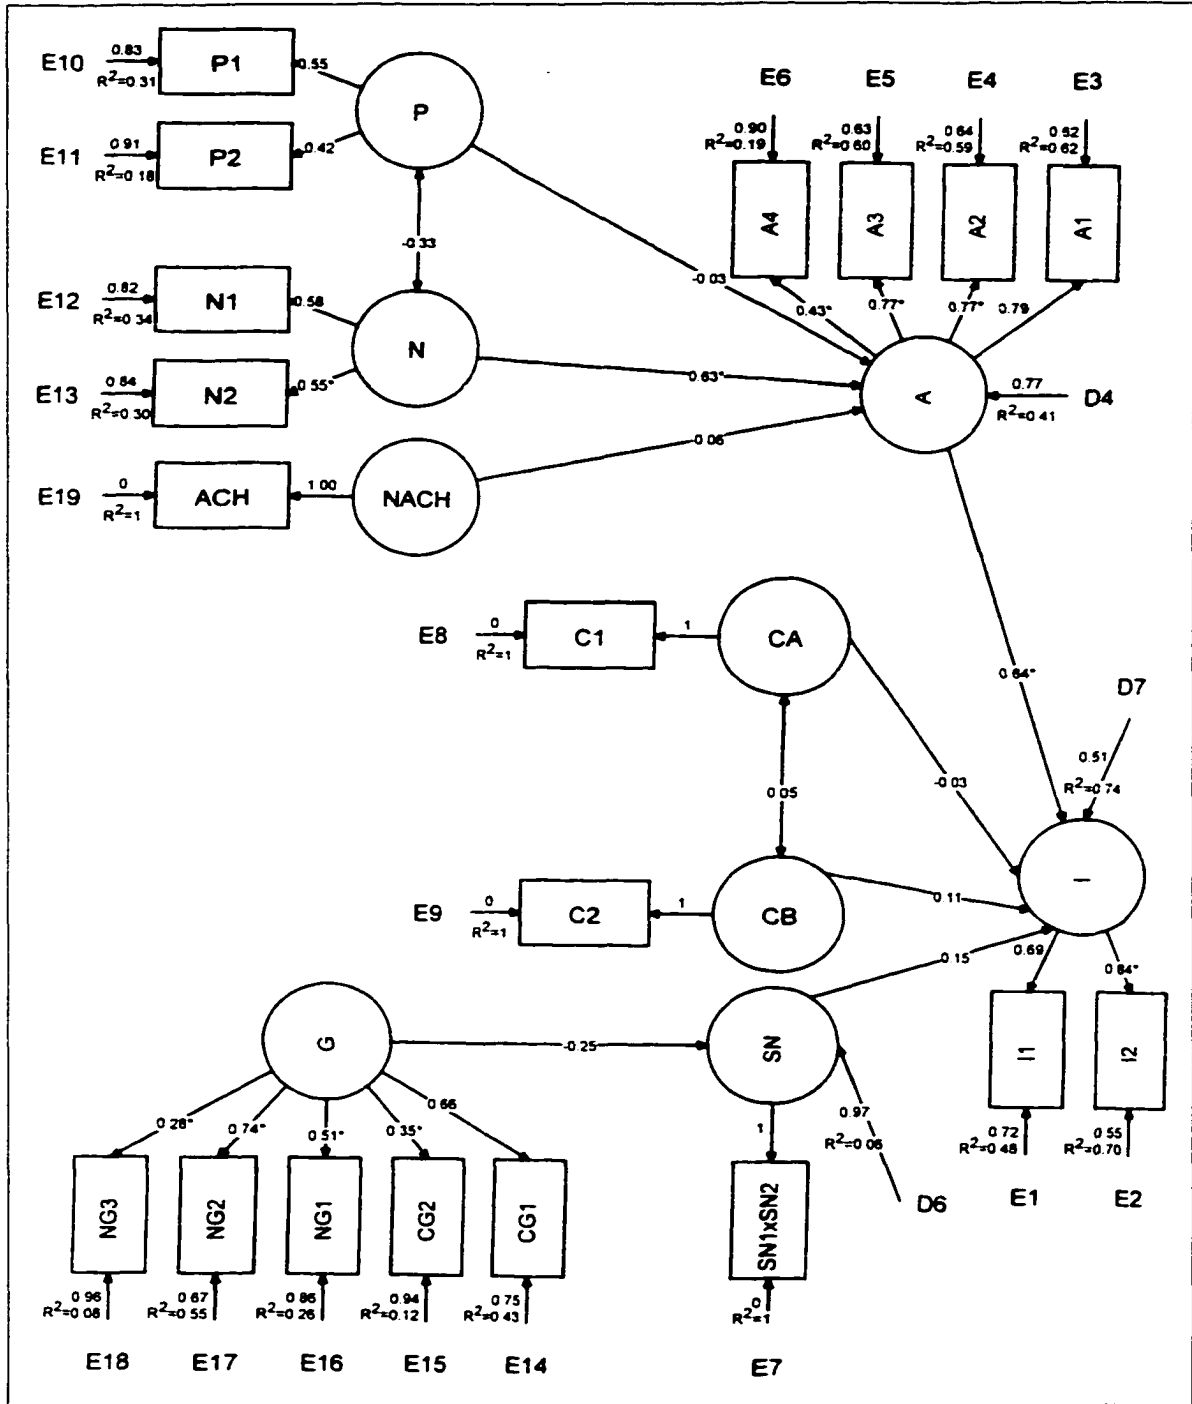 E10
0.83
R²=0.31
P1
0.55
P
E11
0.91
R²=0.18
P2
0.42
-0.33
E12
0.82
R²=0.34
N1
0.58
N
E13
0.84
R²=0.30
N2
0.55*
E19
0
R²=1
ACH
1.00
NACH
-0.03
0.63*
0.06
E6
E5
E4
E3
0.90
R²=0.19
0.63
R²=0.60
0.64
R²=0.59
0.52
R²=0.62
A4
A3
A2
A1
0.43*
0.77*
0.77*
0.79
A
0.77
R²=0.41
D4
E8
0
R²=1
C1
1
CA
0.05
E9
0
R²=1
C2
1
CB
0.64*
-0.03
0.11
0.15
D7
0.51
R²=0.74
I
0.69
0.84*
I1
I2
0.72
R²=0.48
0.55
R²=0.70
E1
E2
G
-0.25
SN
0.97
R²=0.06
D6
1
SN1xSN2
0
R²=1
E7
0.28*
0.74*
0.51*
0.35*
0.66
NG3
NG2
NG1
CG2
CG1
0.96
R²=0.08
0.67
R²=0.55
0.86
R²=0.26
0.94
R²=0.12
0.75
R²=0.43
E18
E17
E16
E15
E14